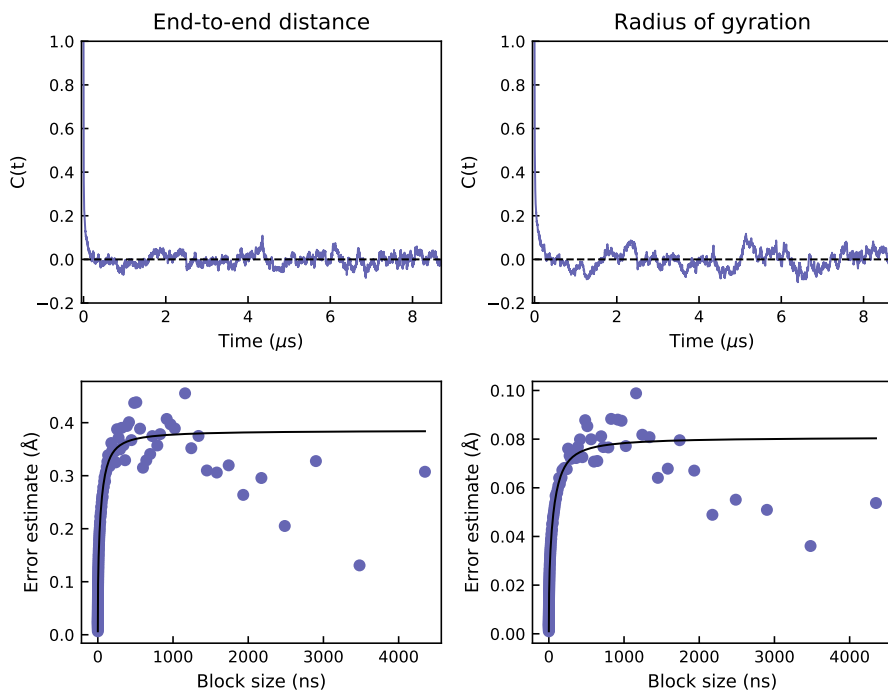 End-to-end distance
Radius of gyration
1.0
0.8
0.6
0.4
0.2
0.0
−0.2
C(t)
0 2 4 6 8
Time (μs)
1.0
0.8
0.6
0.4
0.2
0.0
−0.2
C(t)
0 2 4 6 8
Time (μs)
0.4
0.3
0.2
0.1
0.0
Error estimate (Å)
0 1000 2000 3000 4000
Block size (ns)
0.10
0.08
0.06
0.04
0.02
0.00
Error estimate (Å)
0 1000 2000 3000 4000
Block size (ns)